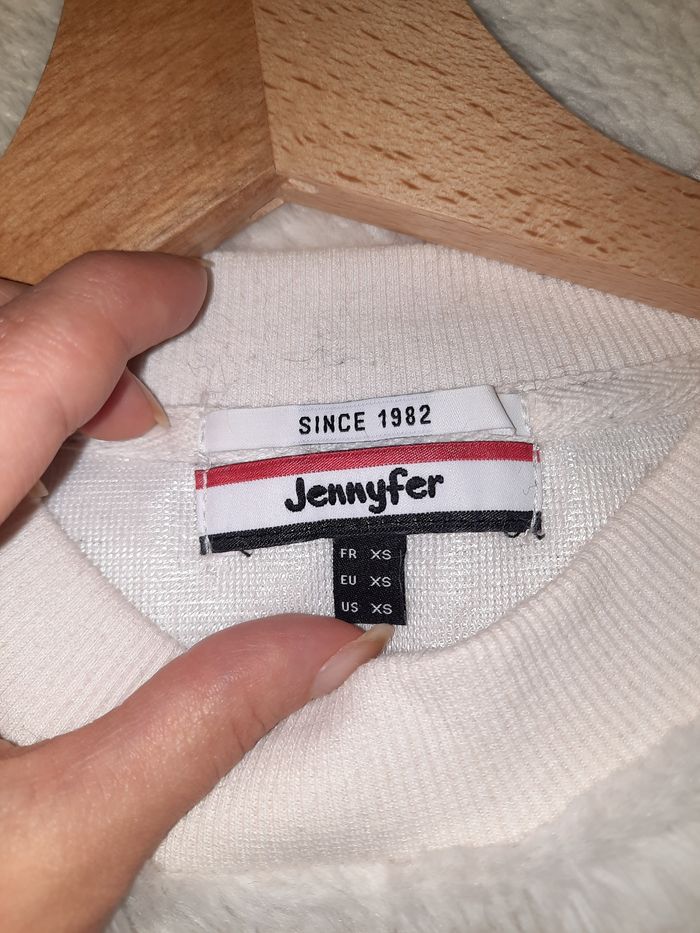 SINCE 1982
Jennyfer
FR XS
EU XS
US XS